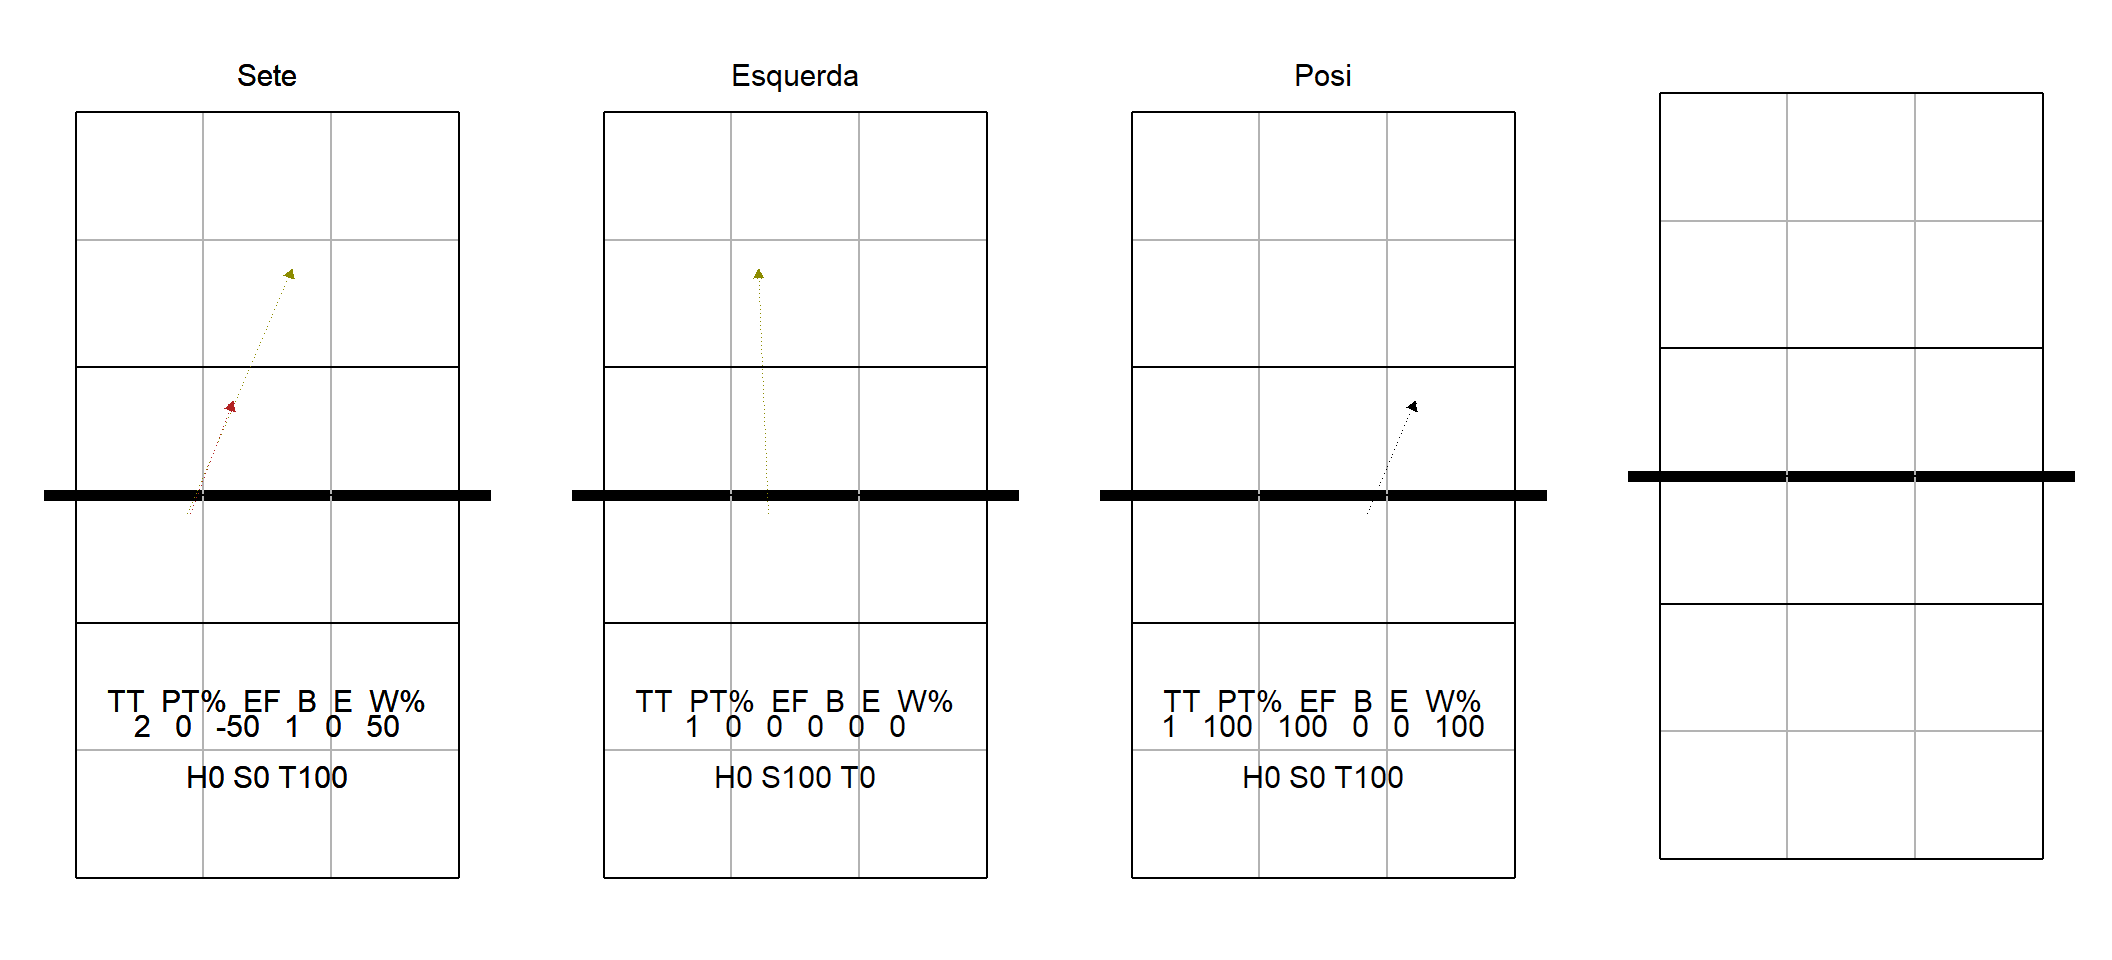 Sete
TT PT% EF B E W%
2 0 -50 1 0 50
H0 S0 T100
Esquerda
TT PT% EF B E W%
1 0 0 0 0 0
H0 S100 T0
Posi
TT PT% EF B E W%
1 100 100 0 0 100
H0 S0 T100